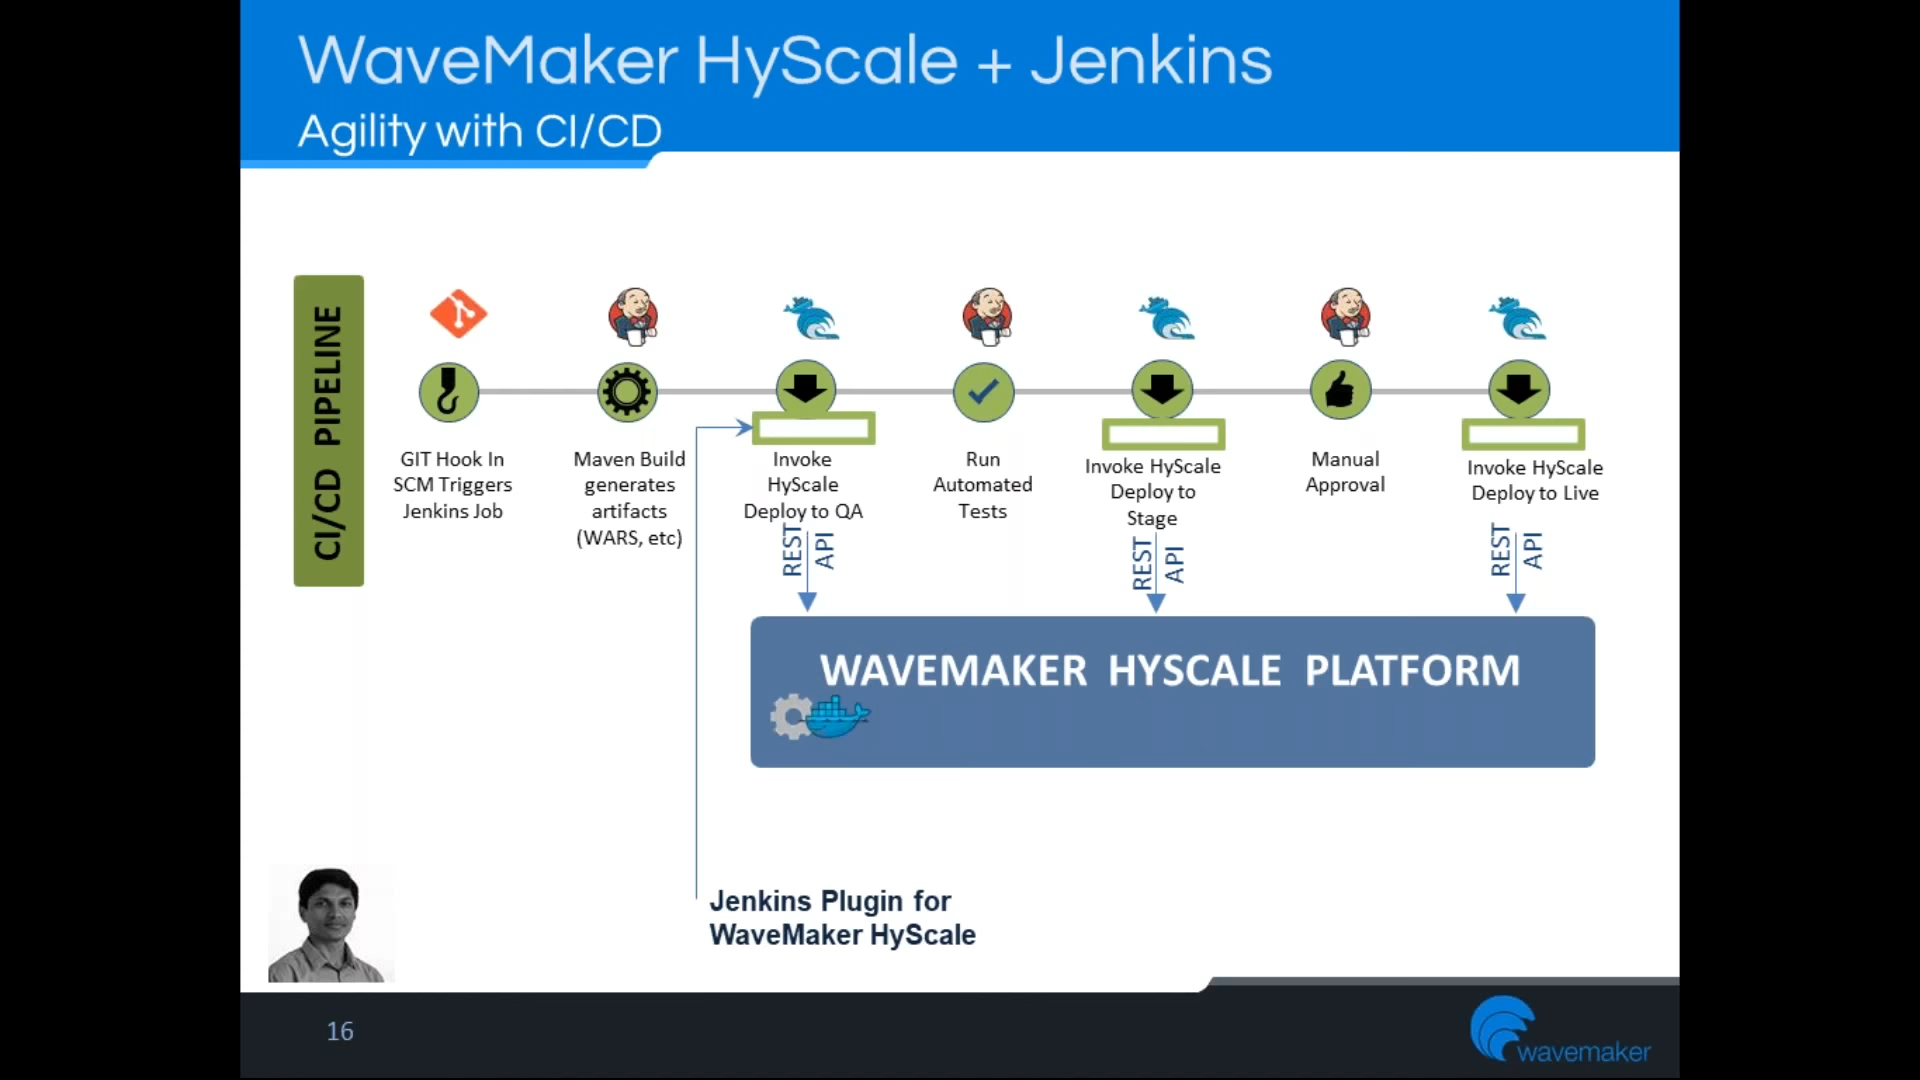 WaveMaker HyScale + Jenkins
Agility with CI/CD
CI/CD PIPELINE
GIT Hook In
SCM Triggers
Jenkins Job
Maven Build
generates
artifacts
(WARS, etc)
Invoke
HyScale
Deploy to QA
Run
Automated
Tests
Invoke HyScale
Deploy to
Stage
Manual
Approval
Invoke HyScale
Deploy to Live
REST
API
REST
API
REST
API
WAVEMAKER HYSCALE PLATFORM
Jenkins Plugin for
WaveMaker HyScale
16
wavemaker